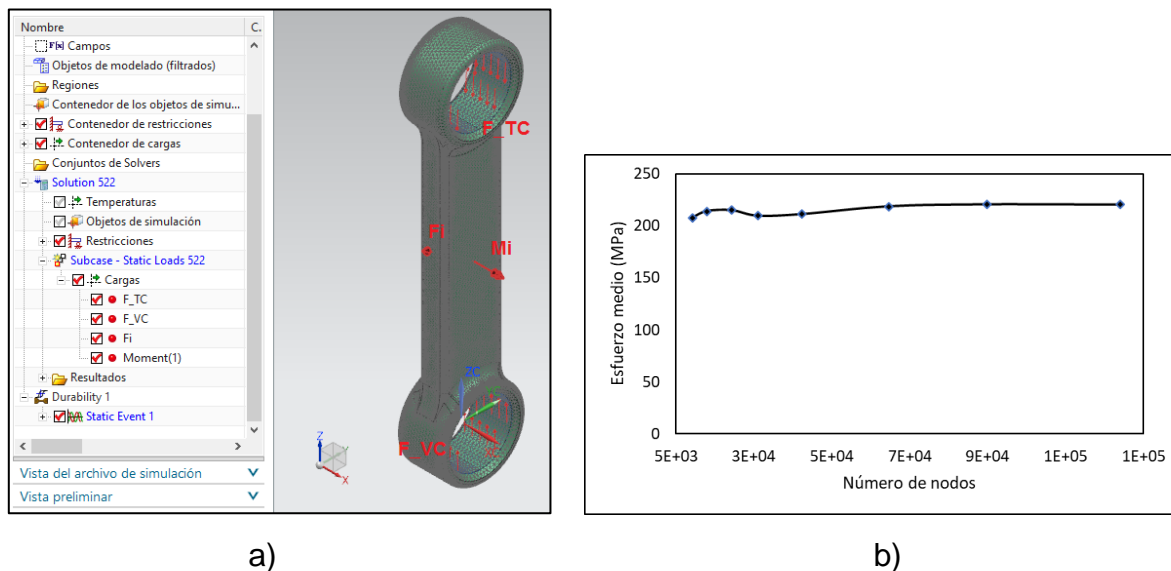 Nombre C.
F(x) Campos
Objetos de modelado (filtrados)
Regiones
Contenedor de los objetos de simu...
Contenedor de restricciones
Contenedor de cargas
Conjuntos de Solvers
Solution 522
Temperaturas
Objetos de simulación
Restricciones
Subcase - Static Loads 522
Cargas
F_TC
F_VC
Fi
Moment(1)
Resultados
Durability 1
Static Event 1
Vista del archivo de simulación
Vista preliminar
F_TC
Fi
Mi
ZC
F_VC
Z
Y
X
a)
Esfuerzo medio (MPa)
250
200
150
100
50
0
5E+03 3E+04 5E+04 7E+04 9E+04 1E+05 1E+05
Número de nodos
b)